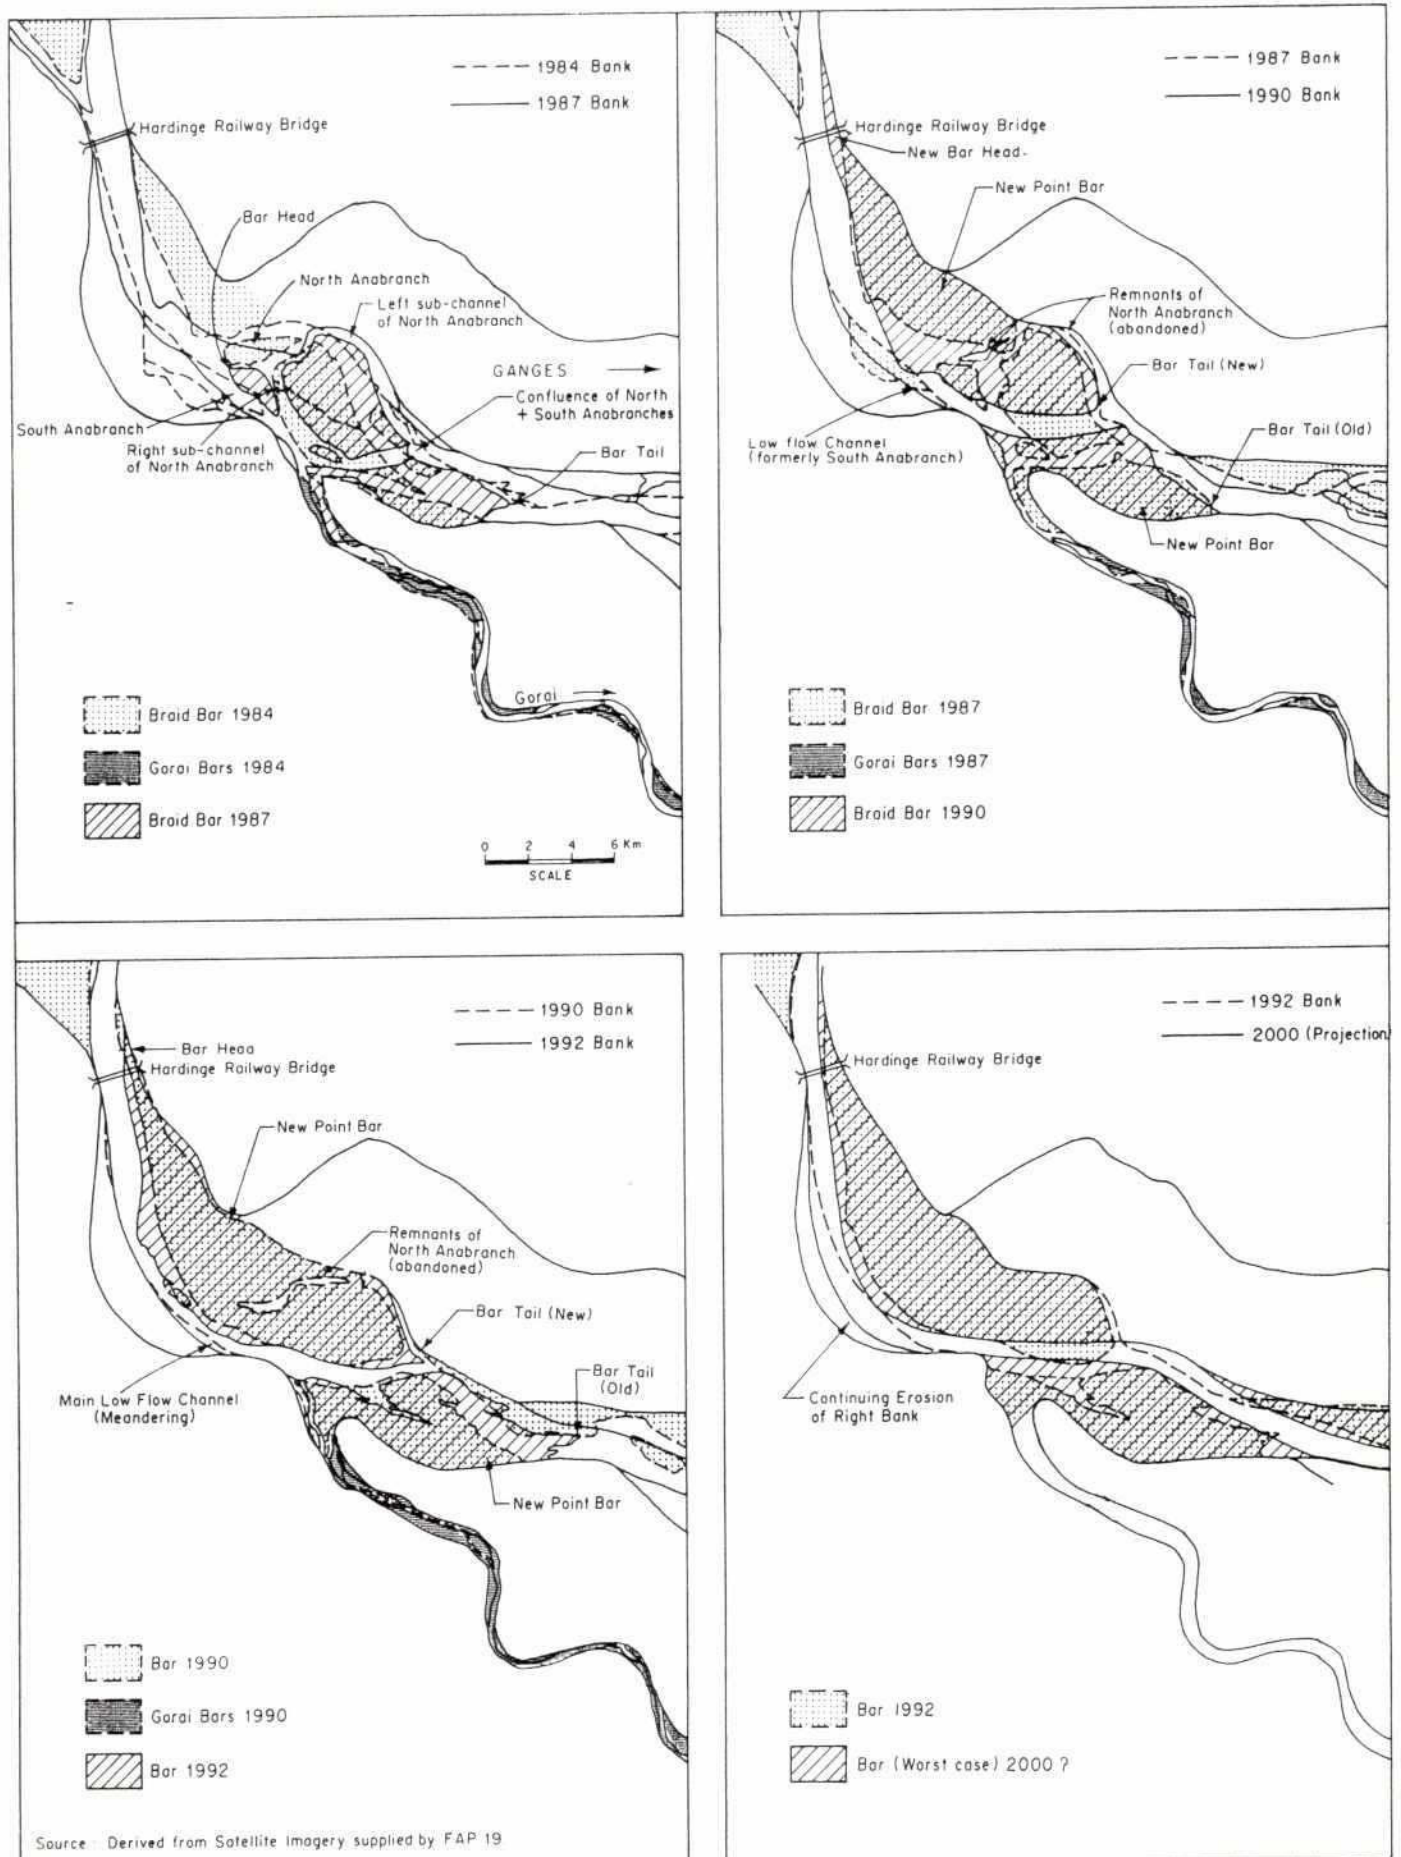 1984 Bank
1987 Bank
Hardinge Railway Bridge
Bar Head
North Anabranch
Left sub-channel
of North Anabranch
GANGES
Confluence of North
+ South Anabranches
South Anabranch
Right sub-channel
of North Anabranch
Bar Tail
Gorai
Braid Bar 1984
Gorai Bars 1984
Braid Bar 1987
0 2 4 6 Km
SCALE
1987 Bank
1990 Bank
Hardinge Railway Bridge
New Bar Head
New Point Bar
Remnants of
North Anabranch
(abandoned)
Bar Tail (New)
Bar Tail (Old)
Low flow Channel
(formerly South Anabranch)
New Point Bar
Braid Bar 1987
Gorai Bars 1987
Braid Bar 1990
1990 Bank
1992 Bank
Bar Head
Hardinge Railway Bridge
New Point Bar
Remnants of
North Anabranch
(abandoned)
Bar Tail (New)
Bar Tail
(Old)
Main Low Flow Channel
(Meandering)
New Point Bar
Bar 1990
Gorai Bars 1990
Bar 1992
Source: Derived from Satellite Imagery supplied by FAP 19
1992 Bank
2000 (Projection)
Hardinge Railway Bridge
Continuing Erosion
of Right Bank
Bar 1992
Bar (Worst case) 2000 ?